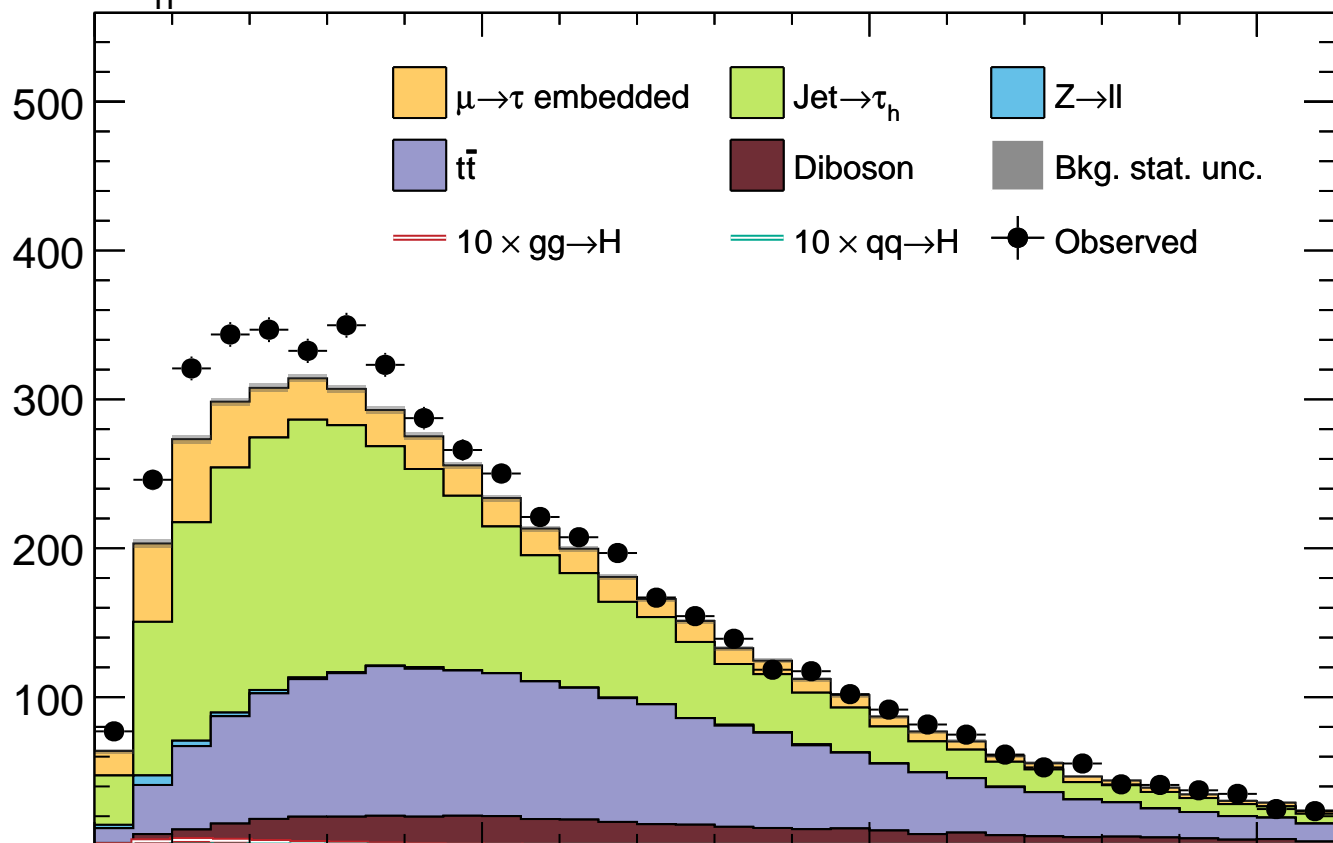 H
500
μ→τ embedded Jet→τh Z→ll
tt̄ Diboson Bkg. stat. unc.
10 × gg→H 10 × qq→H Observed
400
300
200
100